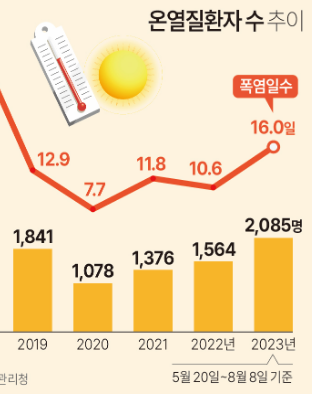 온열질환자 수 추이
폭염일수
16.0일
12.9
7.7
11.8
10.6
1,841
1,078
1,376
1,564
2,085명
2019
2020
2021
2022년
2023년
관리청
5월 20일~8월 8일 기준